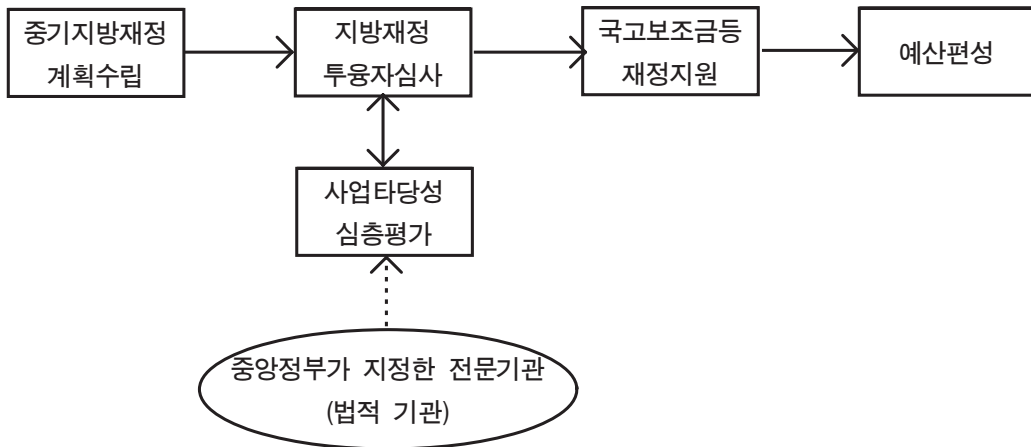 중기지방재정
계획수립
지방재정
투융자심사
국고보조금등
재정지원
예산편성
사업타당성
심층평가
중앙정부가 지정한 전문기관
(법적 기관)